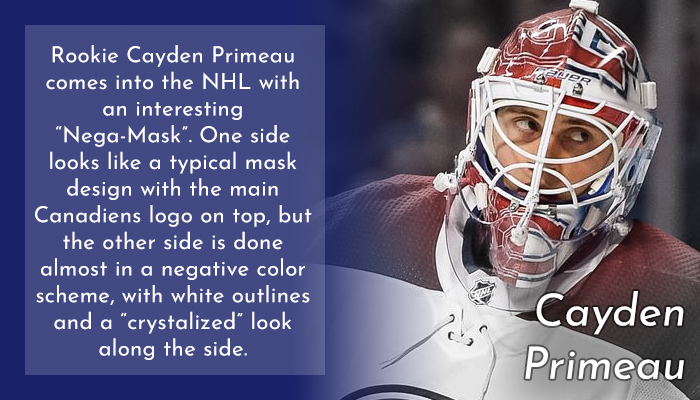 Rookie Cayden Primeau
comes into the NHL with
an interesting
“Nega-Mask”. One side
looks like a typical mask
design with the main
Canadiens logo on top, but
the other side is done
almost in a negative color
scheme, with white outlines
and a “crystalized” look
along the side.
BAUER
NHL
Cayden
Primeau